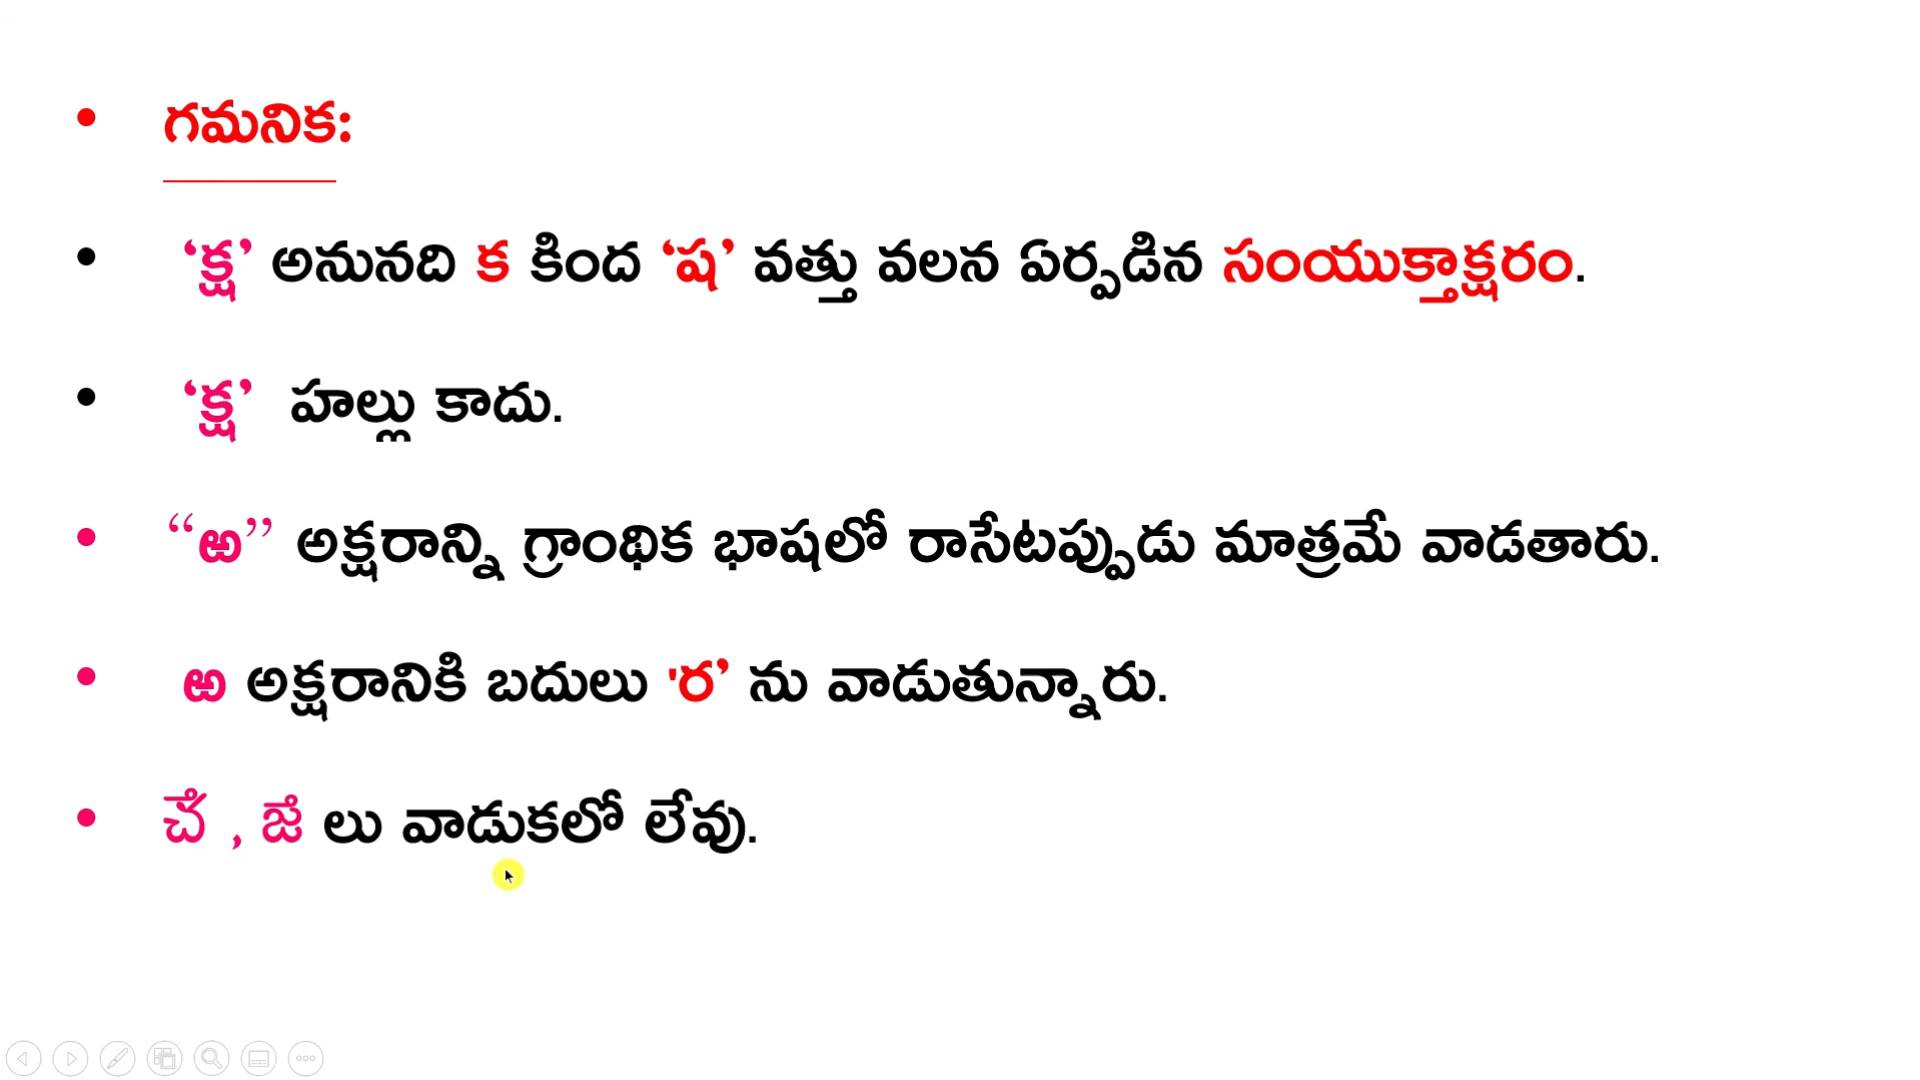 • గమనిక:
• ‘క్ష’ అనునది క కింద ‘ష’ వత్తు వలన ఏర్పడిన సంయుక్తాక్షరం.
• ‘క్ష’ హల్లు కాదు.
• “ఱ” అక్షరాన్ని గ్రాంథిక భాషలో రాసేటప్పుడు మాత్రమే వాడతారు.
• ఱ అక్షరానికి బదులు 'ర’ ను వాడుతున్నారు.
• చే , జే లు వాడుకలో లేవు.